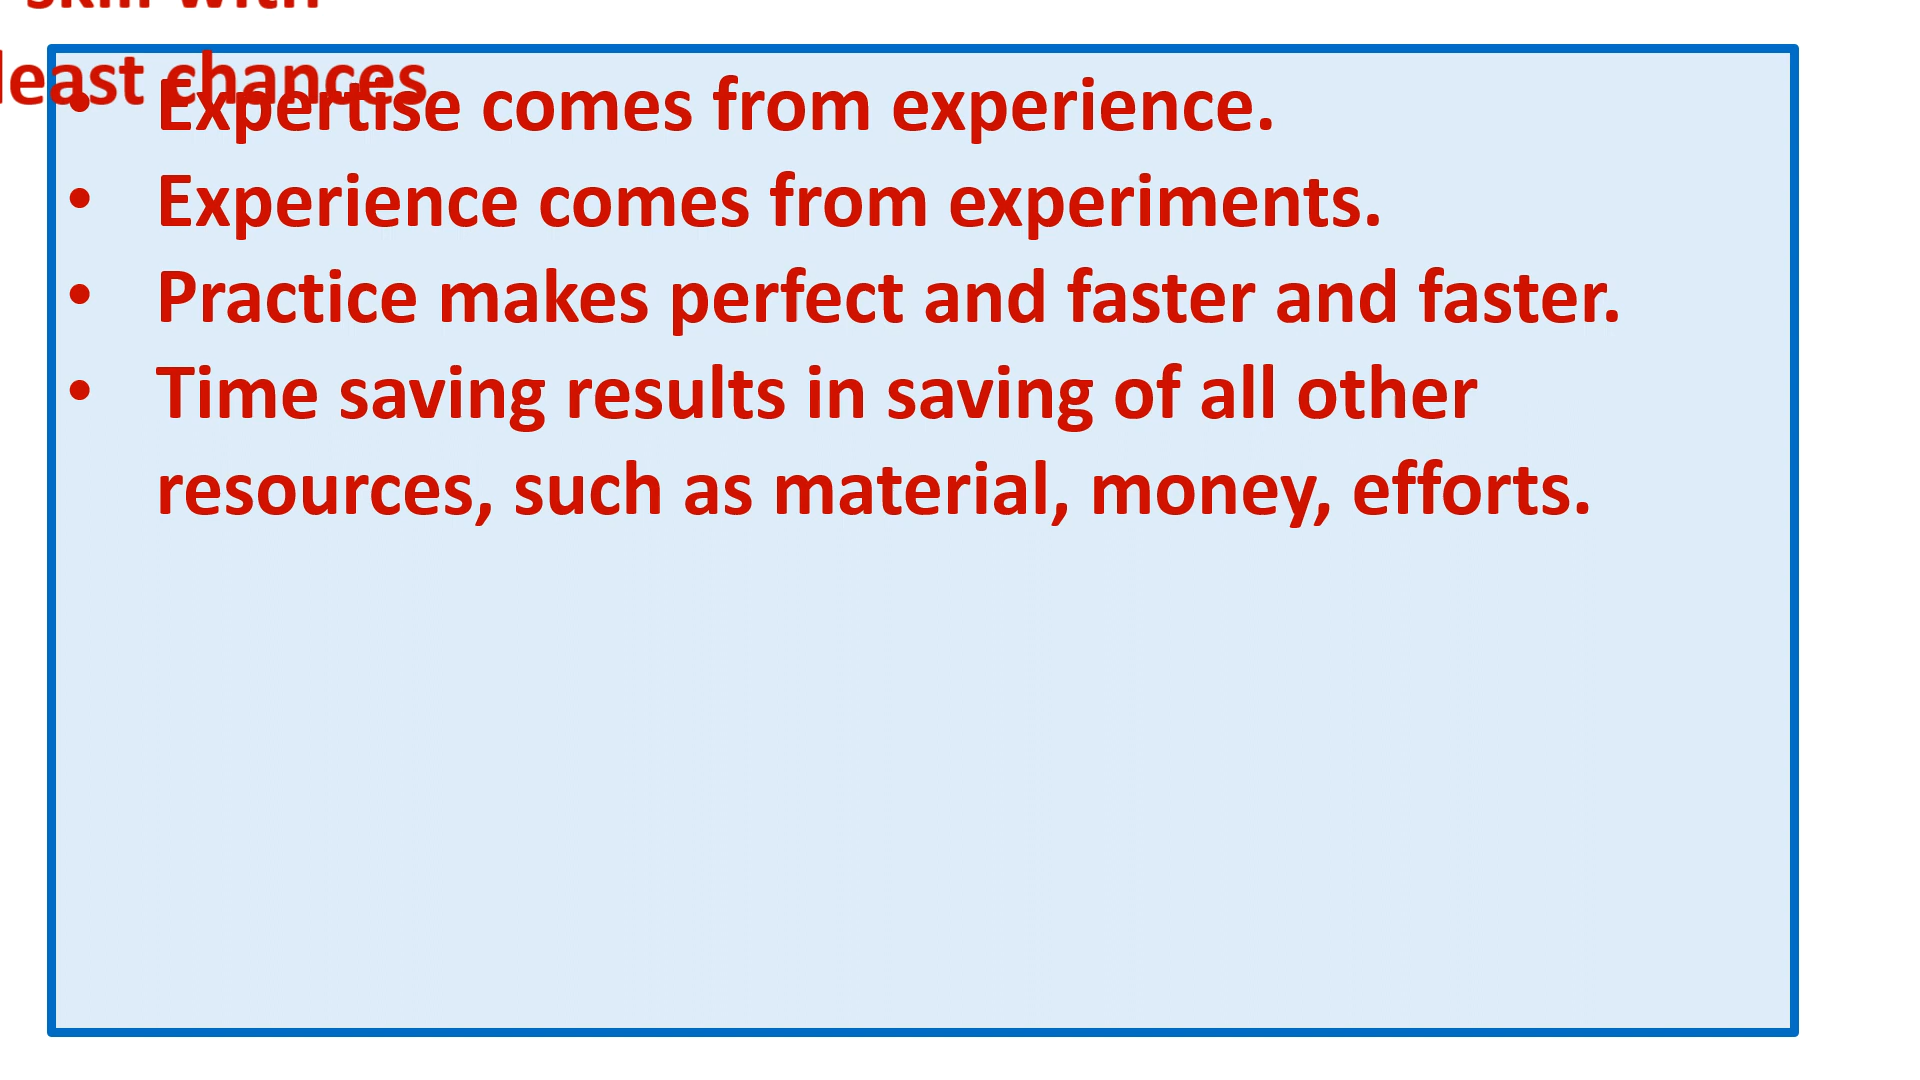 skill with
least chances
• Expertise comes from experience.
• Experience comes from experiments.
• Practice makes perfect and faster and faster.
• Time saving results in saving of all other
resources, such as material, money, efforts.